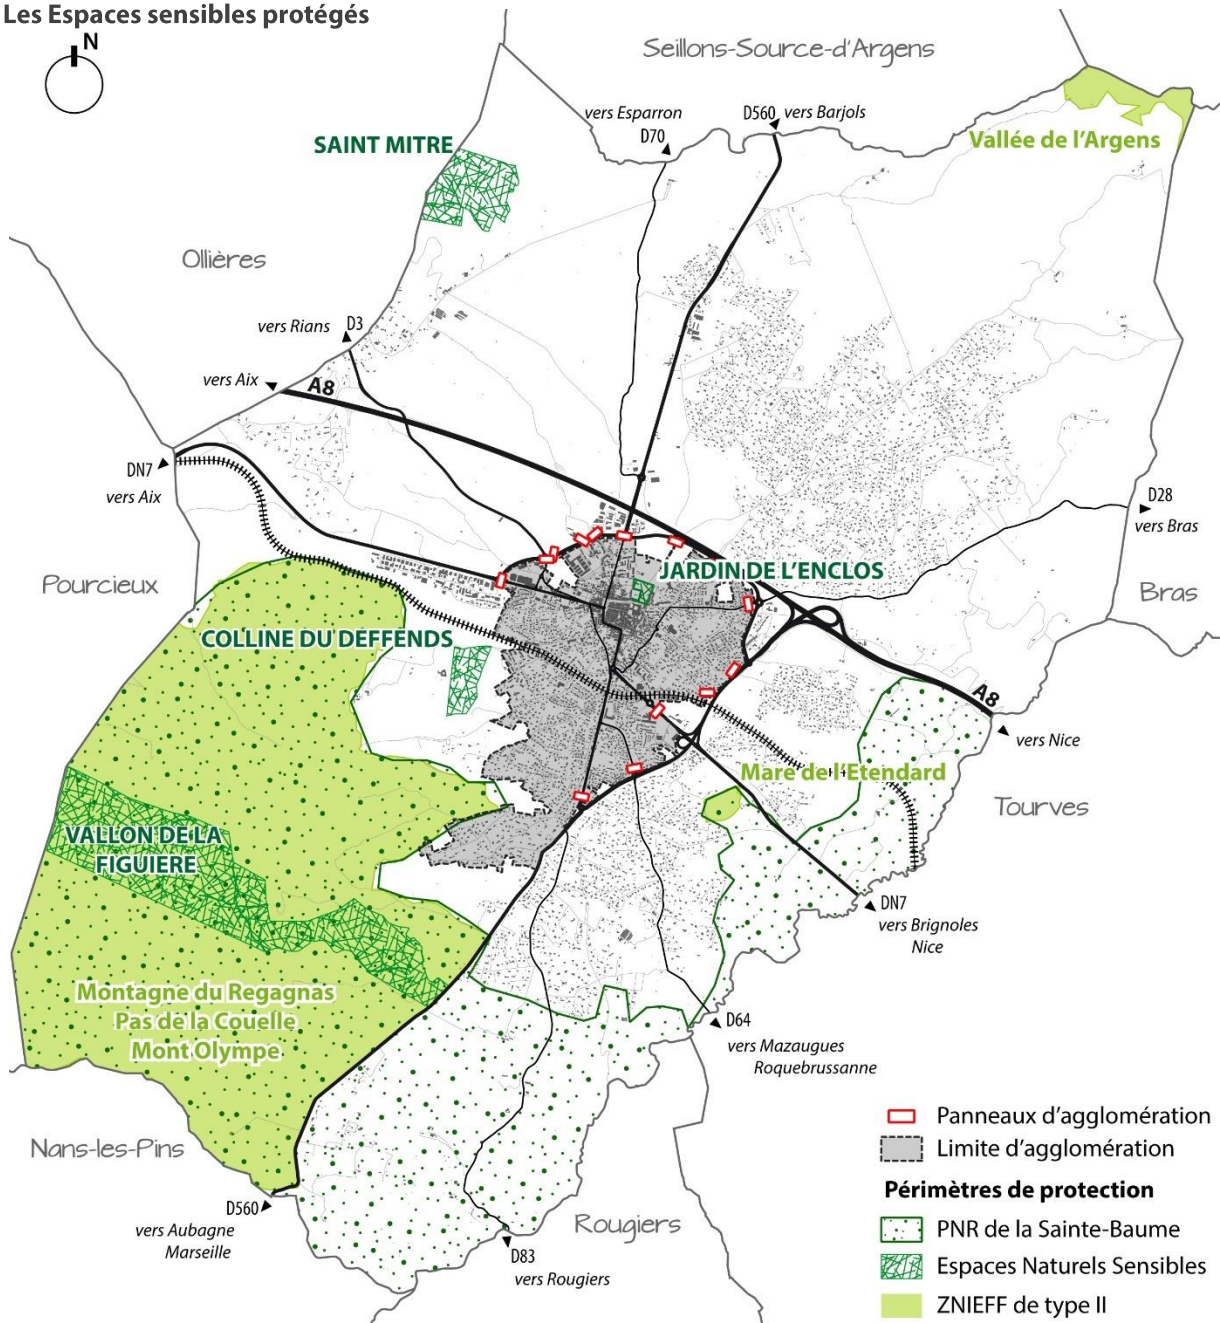 Les Espaces sensibles protégés
N
Seillons-Source-d'Argens
vers Esparron
D70
D560
vers Barjols
SAINT MITRE
Vallée de l'Argens
Ollières
vers Rians
D3
vers Aix
A8
DN7
vers Aix
D28
vers Bras
JARDIN DE L'ENCLOS
Pourcieux
Bras
COLLINE DU DEFFENDS
A8
vers Nice
Mare de l'Etendard
Tourves
VALLON DE LA
FIGUIERE
DN7
vers Brignoles
Nice
Montagne du Regagnas
Pas de la Couelle
Mont Olympe
D64
vers Mazaugues
Roquebrussanne
Nans-les-Pins
D560
vers Aubagne
Marseille
Rougiers
D83
vers Rougiers
Panneaux d'agglomération
Limite d'agglomération
Périmètres de protection
PNR de la Sainte-Baume
Espaces Naturels Sensibles
ZNIEFF de type II